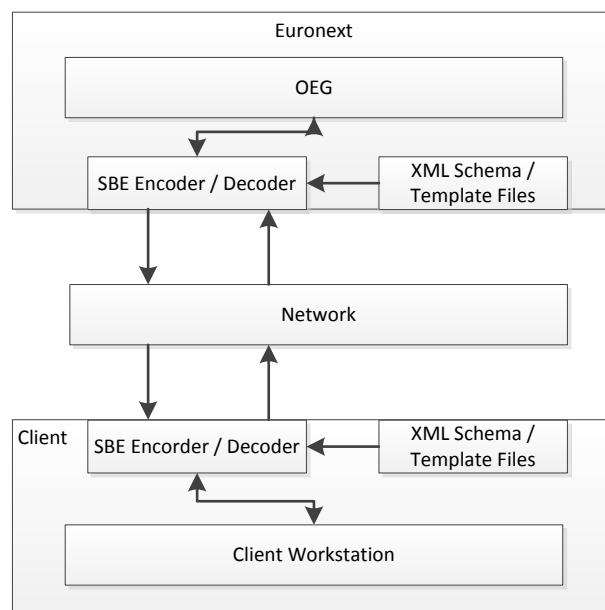 Euronext
OEG
SBE Encoder / Decoder
XML Schema /
Template Files
Network
Client
SBE Encorder / Decoder
XML Schema /
Template Files
Client Workstation